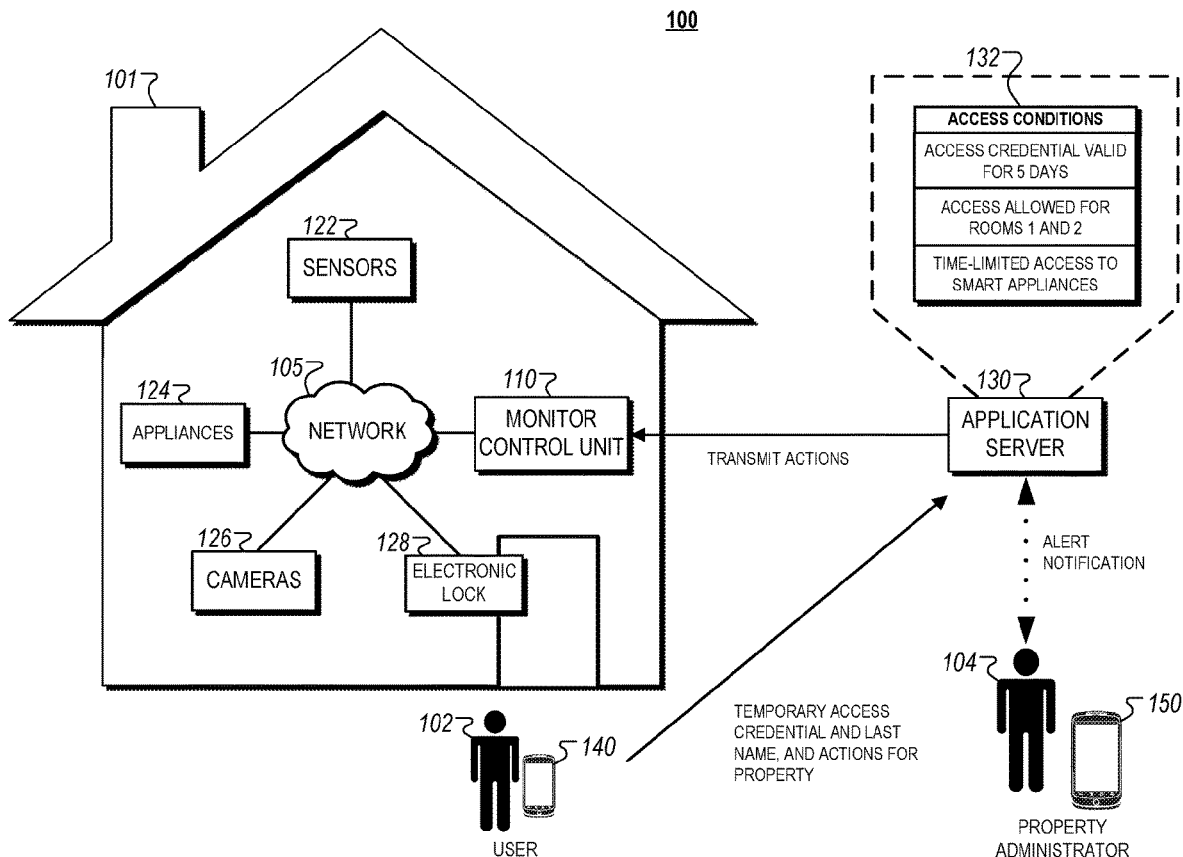 100
101
132
ACCESS CONDITIONS
ACCESS CREDENTIAL VALID
FOR 5 DAYS
ACCESS ALLOWED FOR
ROOMS 1 AND 2
TIME-LIMITED ACCESS TO
SMART APPLIANCES
122
SENSORS
105
NETWORK
124
APPLIANCES
110
MONITOR
CONTROL UNIT
TRANSMIT ACTIONS
130
APPLICATION
SERVER
126
CAMERAS
128
ELECTRONIC
LOCK
ALERT
NOTIFICATION
102
140
USER
TEMPORARY ACCESS
CREDENTIAL AND LAST
NAME, AND ACTIONS FOR
PROPERTY
104
150
PROPERTY
ADMINISTRATOR